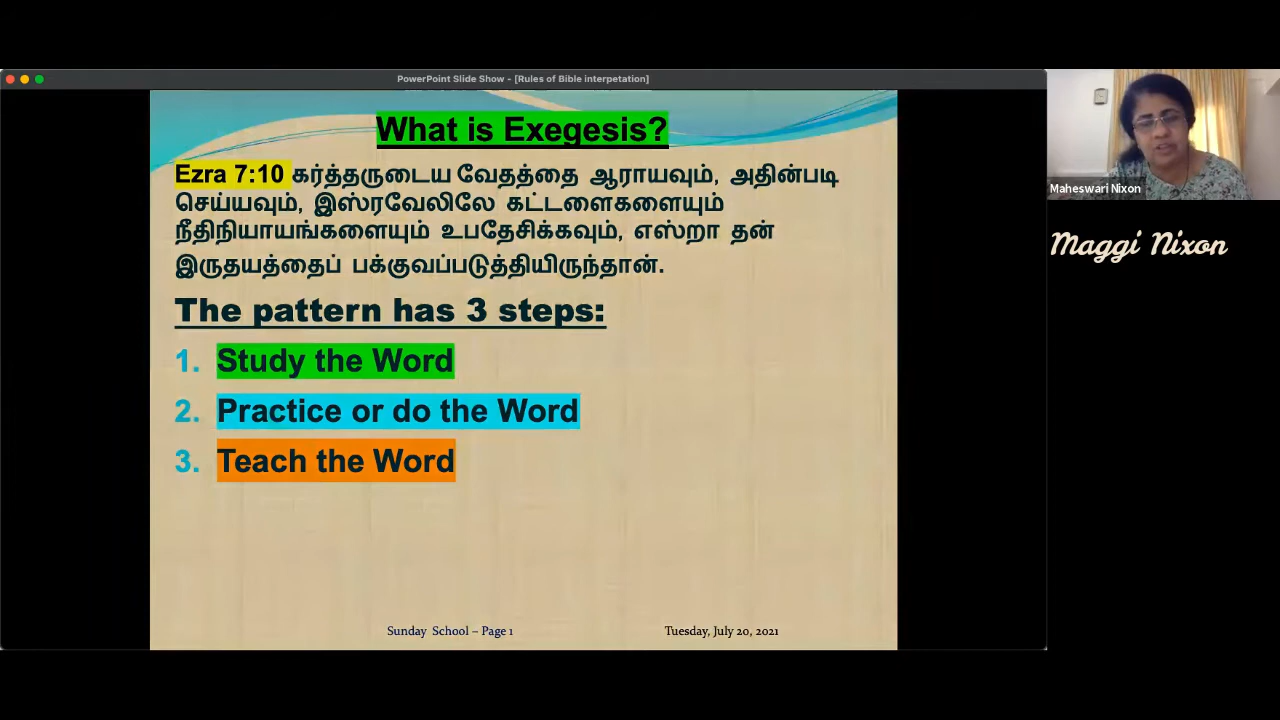 PowerPoint Slide Show - [Rules of Bible interpetation]
What is Exegesis?
Ezra 7:10 கர்த்தருடைய வேதத்தை ஆராயவும், அதின்படி
செய்யவும், இஸ்ரவேலிலே கட்டளைகளையும்
நீதிநியாயங்களையும் உபதேசிக்கவும், எஸ்றா தன்
இருதயத்தைப் பக்குவப்படுத்தியிருந்தான்.
The pattern has 3 steps:
1. Study the Word
2. Practice or do the Word
3. Teach the Word
Sunday School – Page 1
Tuesday, July 20, 2021
Maheswari Nixon
Maggi Nixon